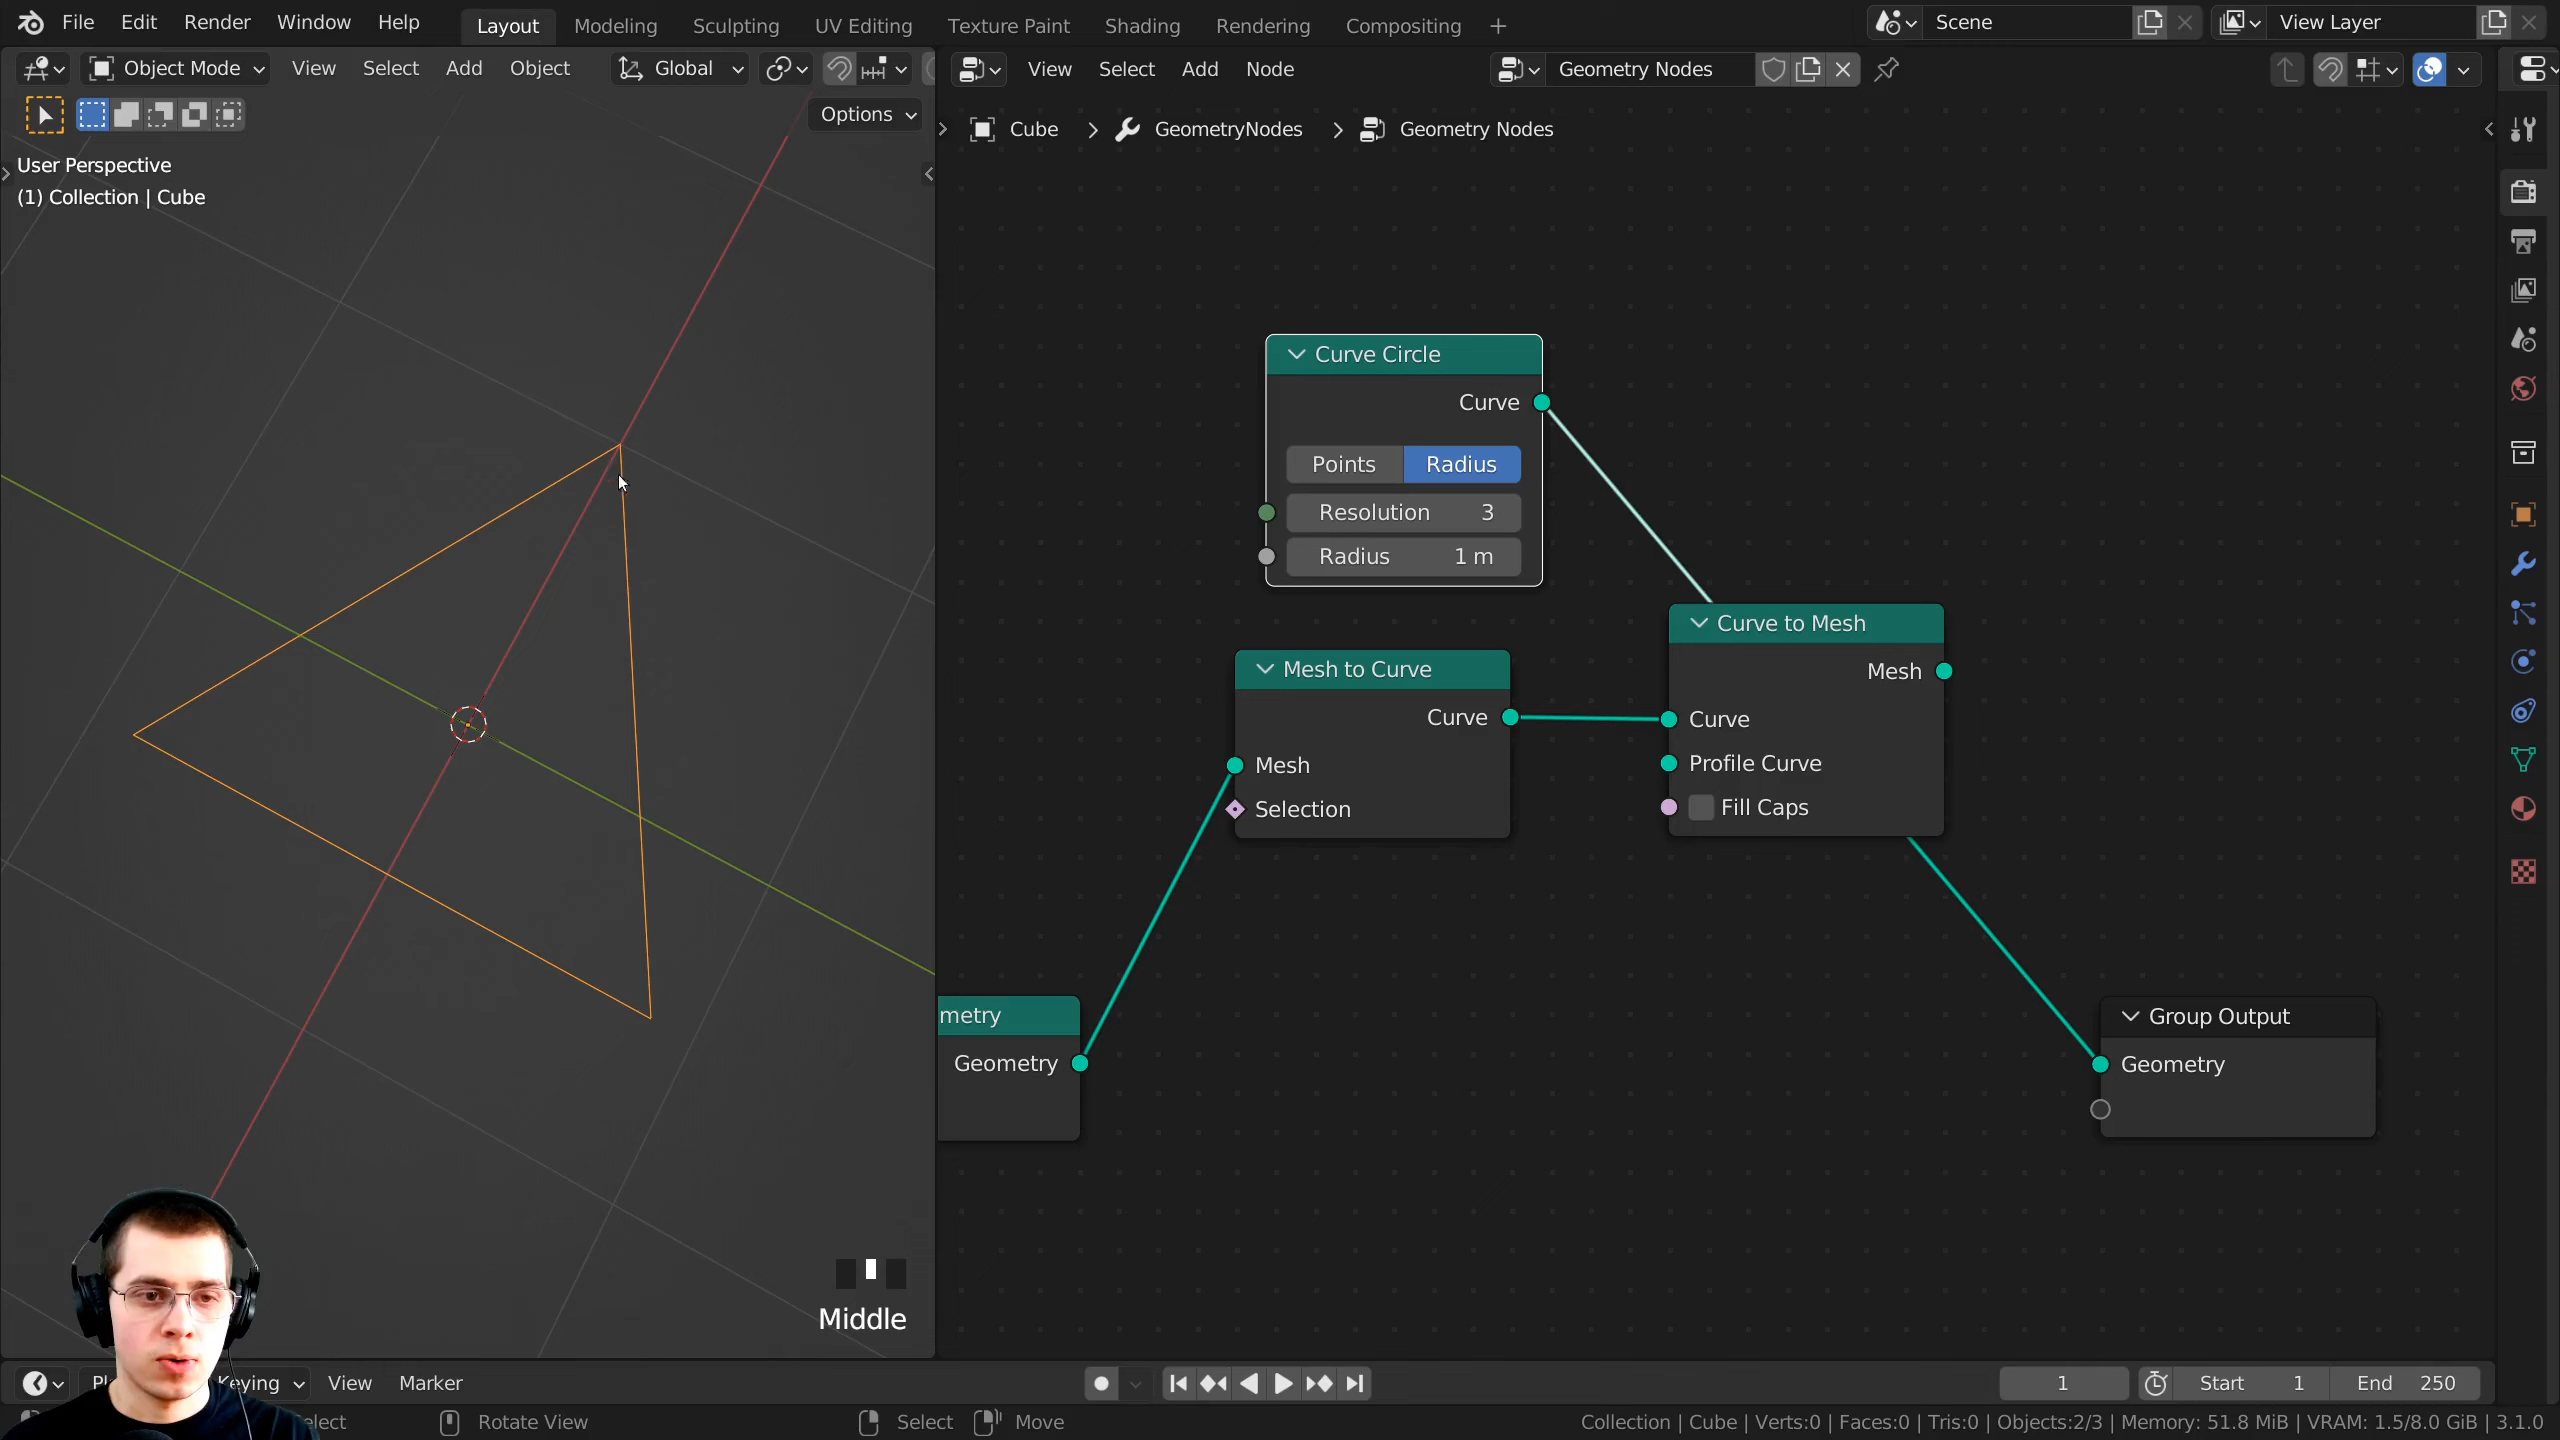 File Edit Render Window Help Layout Modeling Sculpting UV Editing Texture Paint Shading Rendering Compositing + Scene View Layer
Object Mode View Select Add Object Global View Select Add Node Geometry Nodes
Options
Cube > GeometryNodes > Geometry Nodes
User Perspective
(1) Collection | Cube
Curve Circle
Curve
Points Radius
Resolution 3
Radius 1 m
Mesh to Curve
Curve
Mesh
Selection
Curve to Mesh
Mesh
Curve
Profile Curve
Fill Caps
metry
Geometry
Group Output
Geometry
Middle
Keying View Marker 1 Start 1 End 250
elect Rotate View Select Move Collection | Cube | Verts:0 | Faces:0 | Tris:0 | Objects:2/3 | Memory: 51.8 MiB | VRAM: 1.5/8.0 GiB | 3.1.0